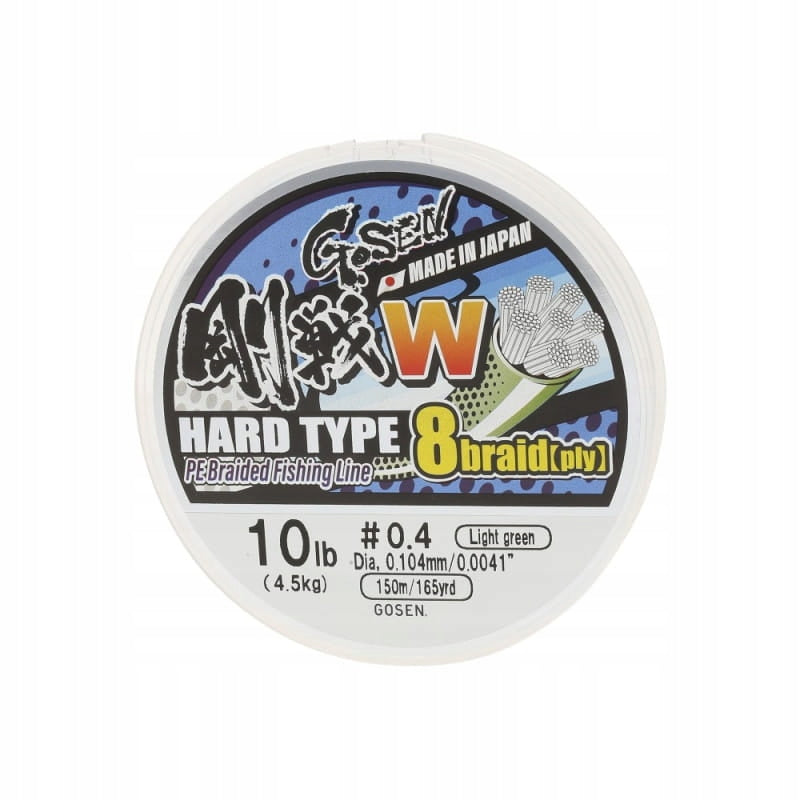 GOSEN
MADE IN JAPAN
剛戦W
HARD TYPE 8braid【ply】
PE Braided Fishing Line
10lb #0.4 Light green
(4.5kg) Dia, 0.104mm/0.0041"
150m/165yrd
GOSEN.